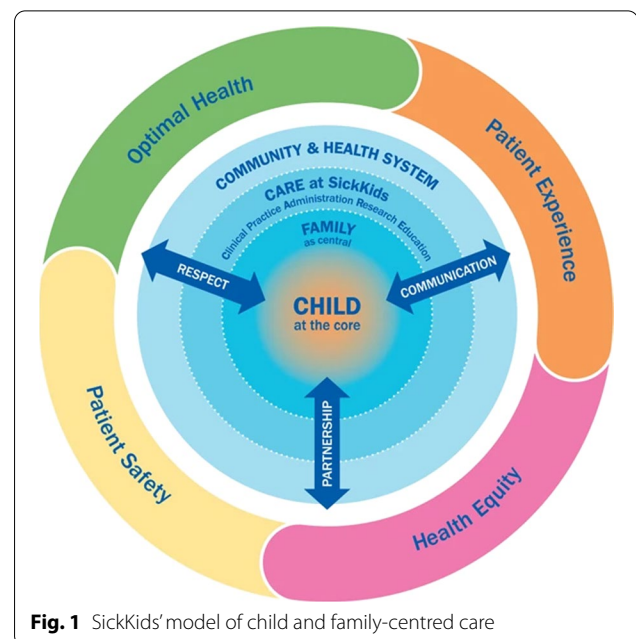 Optimal Health
Patient Experience
COMMUNITY & HEALTH SYSTEM
CARE at SickKids
Clinical Practice Administration Research Education
FAMILY
as central
RESPECT
COMMUNICATION
CHILD
at the core
PARTNERSHIP
Patient Safety
Health Equity
Fig. 1 SickKids' model of child and family-centred care